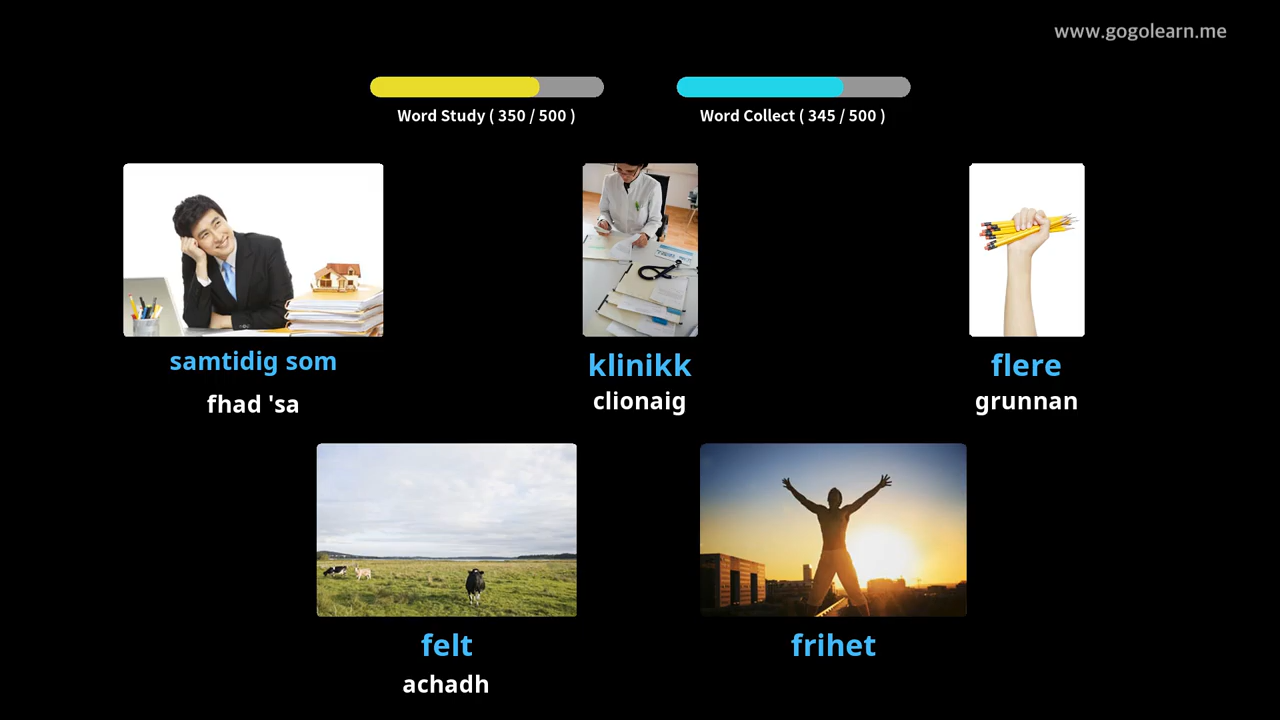 www.gogolearn.me
Word Study ( 350 / 500 )
Word Collect ( 345 / 500 )
samtidig som
fhad 'sa
klinikk
clionaig
flere
grunnan
felt
achadh
frihet